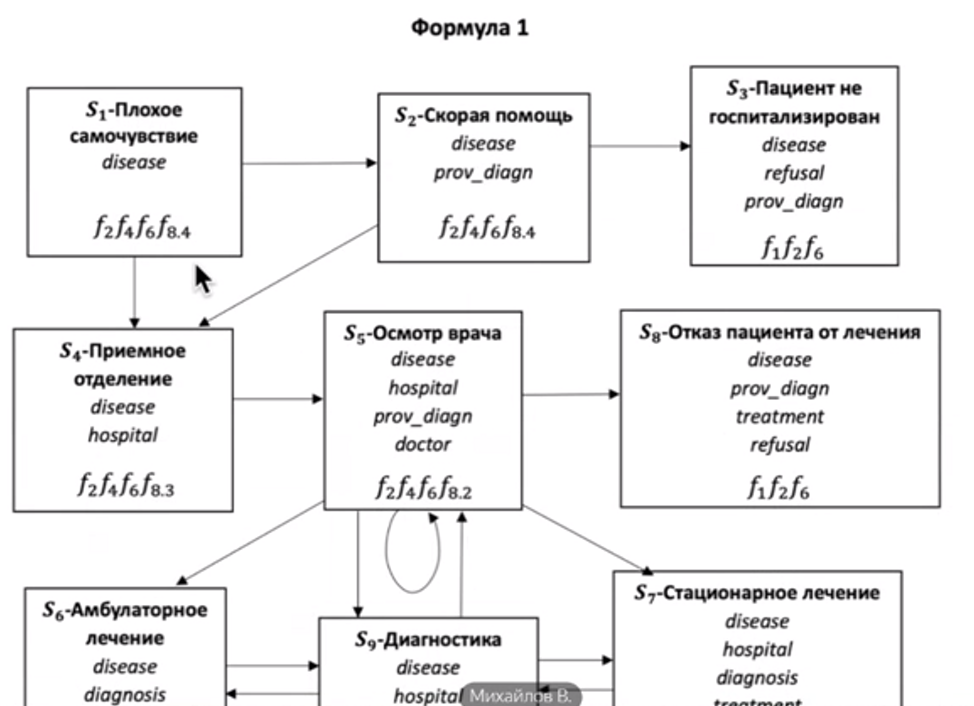 Формула 1
S₁-Плохое
самочувствие
disease
f₂f₄f₆f₈.₄
S₂-Скорая помощь
disease
prov_diagn
f₂f₄f₆f₈.₄
S₃-Пациент не
госпитализирован
disease
refusal
prov_diagn
f₁f₂f₆
S₄-Приемное
отделение
disease
hospital
f₂f₄f₆f₈.₃
S₅-Осмотр врача
disease
hospital
prov_diagn
doctor
f₂f₄f₆f₈.₂
S₈-Отказ пациента от лечения
disease
prov_diagn
treatment
refusal
f₁f₂f₆
S₆-Амбулаторное
лечение
disease
diagnosis
S₉-Диагностика
disease
hospital
S₇-Стационарное лечение
disease
hospital
diagnosis
treatment
Михайлов В.